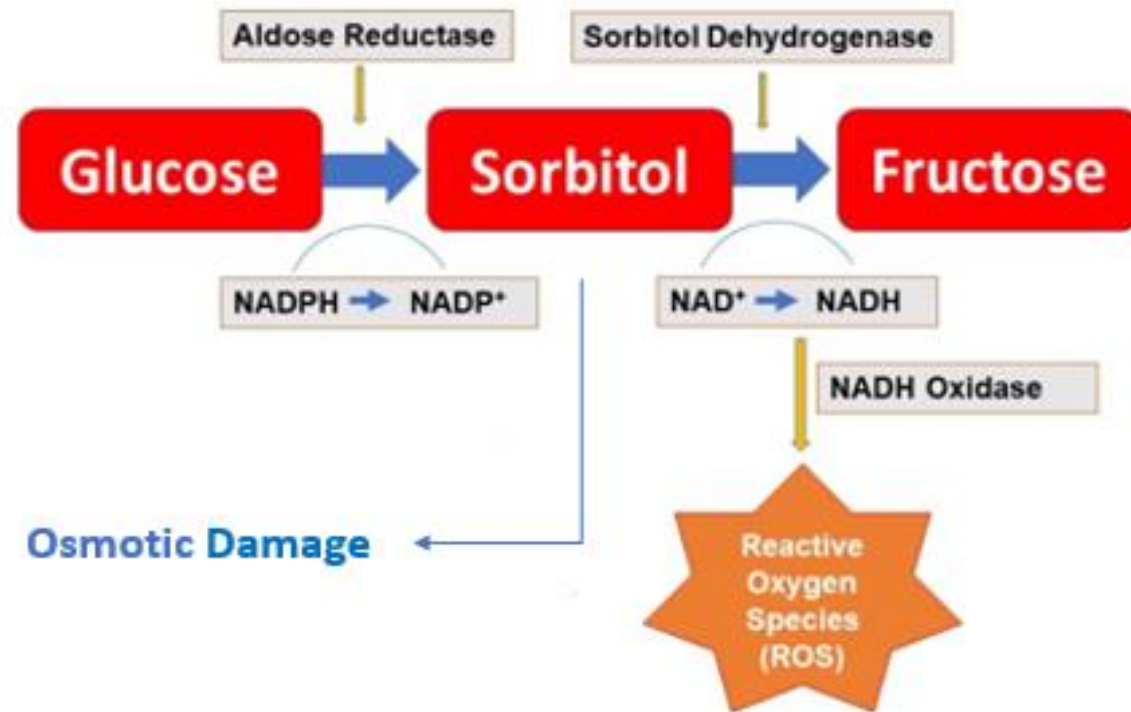 Aldose Reductase
Sorbitol Dehydrogenase
Glucose
Sorbitol
Fructose
NADPH → NADP⁺
NAD⁺ → NADH
NADH Oxidase
Osmotic Damage
Reactive
Oxygen
Species
(ROS)